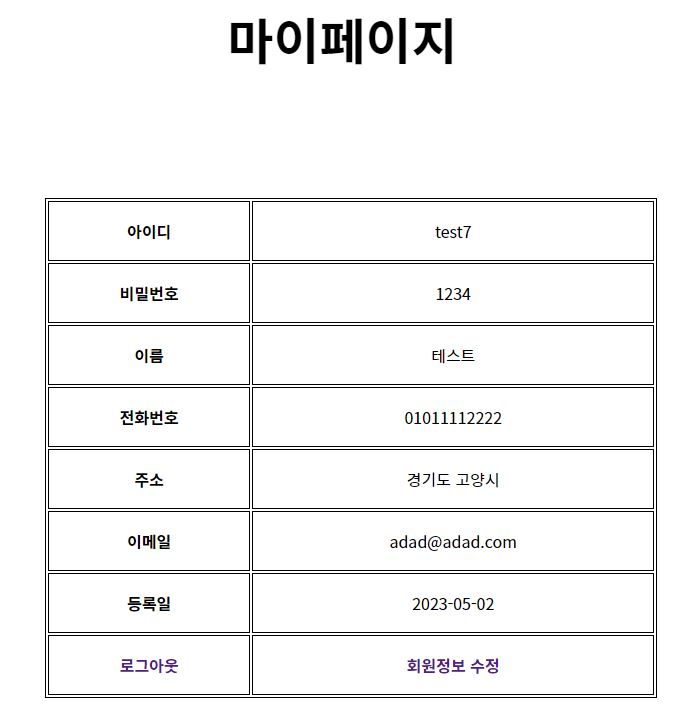 마이페이지
아이디 test7
비밀번호 1234
이름 테스트
전화번호 01011112222
주소 경기도 고양시
이메일 adad@adad.com
등록일 2023-05-02
로그아웃 회원정보 수정